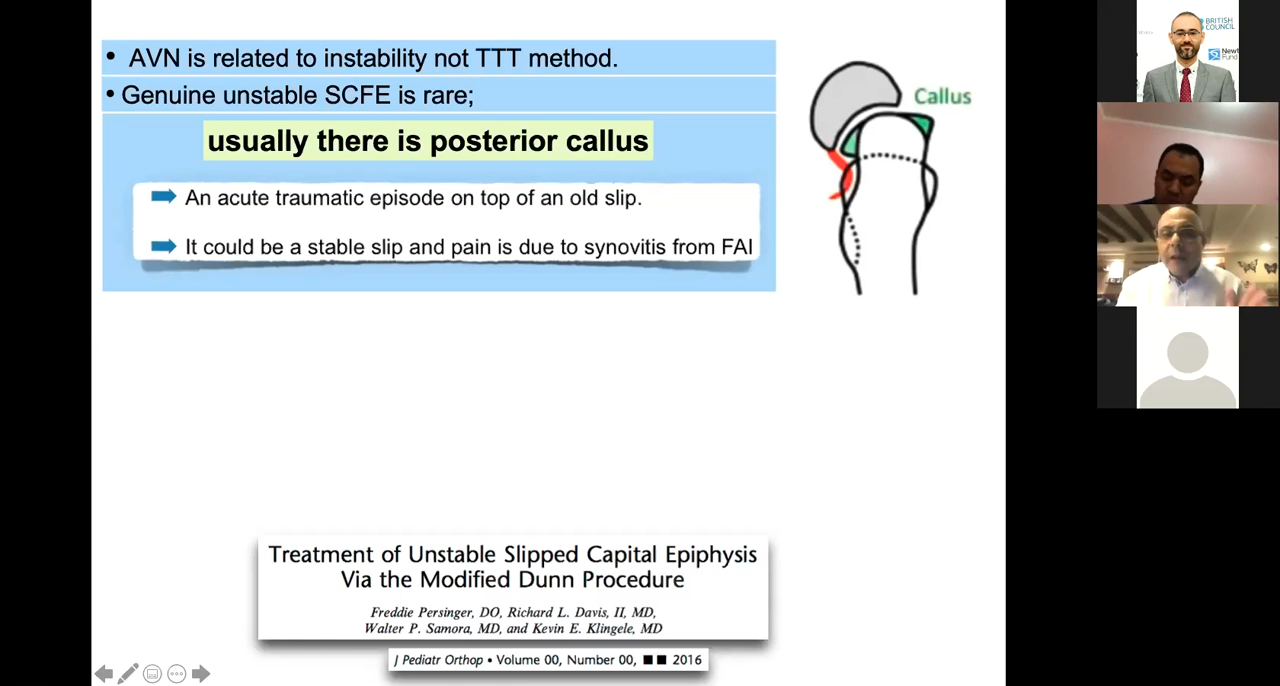 • AVN is related to instability not TTT method.
• Genuine unstable SCFE is rare;
usually there is posterior callus
An acute traumatic episode on top of an old slip.
It could be a stable slip and pain is due to synovitis from FAI
Callus
Treatment of Unstable Slipped Capital Epiphysis
Via the Modified Dunn Procedure
Freddie Persinger, DO, Richard L. Davis, II, MD,
Walter P. Samora, MD, and Kevin E. Klingele, MD
J Pediatr Orthop • Volume 00, Number 00, ■■ 2016
BRITISH
COUNCIL
Fund